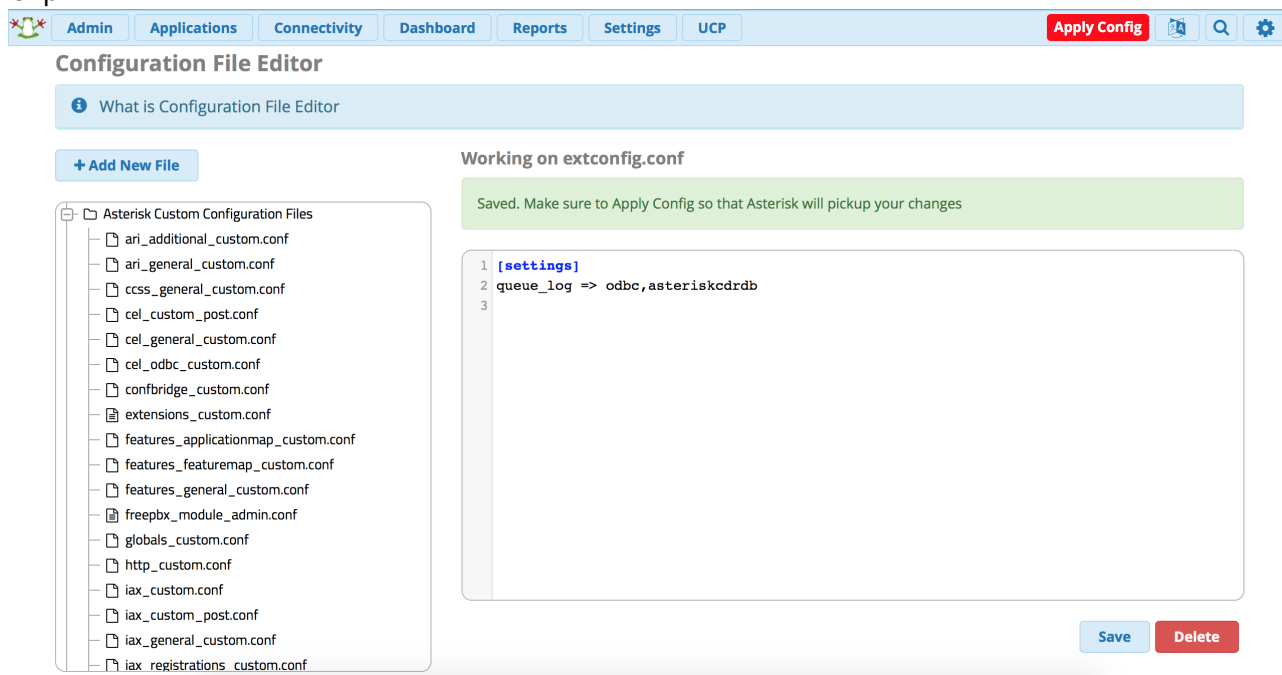 Admin Applications Connectivity Dashboard Reports Settings UCP Apply Config
Configuration File Editor
What is Configuration File Editor
+ Add New File
Asterisk Custom Configuration Files
ari_additional_custom.conf
ari_general_custom.conf
ccss_general_custom.conf
cel_custom_post.conf
cel_general_custom.conf
cel_odbc_custom.conf
confbridge_custom.conf
extensions_custom.conf
features_applicationmap_custom.conf
features_featuremap_custom.conf
features_general_custom.conf
freepbx_module_admin.conf
globals_custom.conf
http_custom.conf
iax_custom.conf
iax_custom_post.conf
iax_general_custom.conf
iax_registrations_custom.conf
Working on extconfig.conf
Saved. Make sure to Apply Config so that Asterisk will pickup your changes
1 [settings]
2 queue_log => odbc,asteriskcdrdb
3
Save Delete